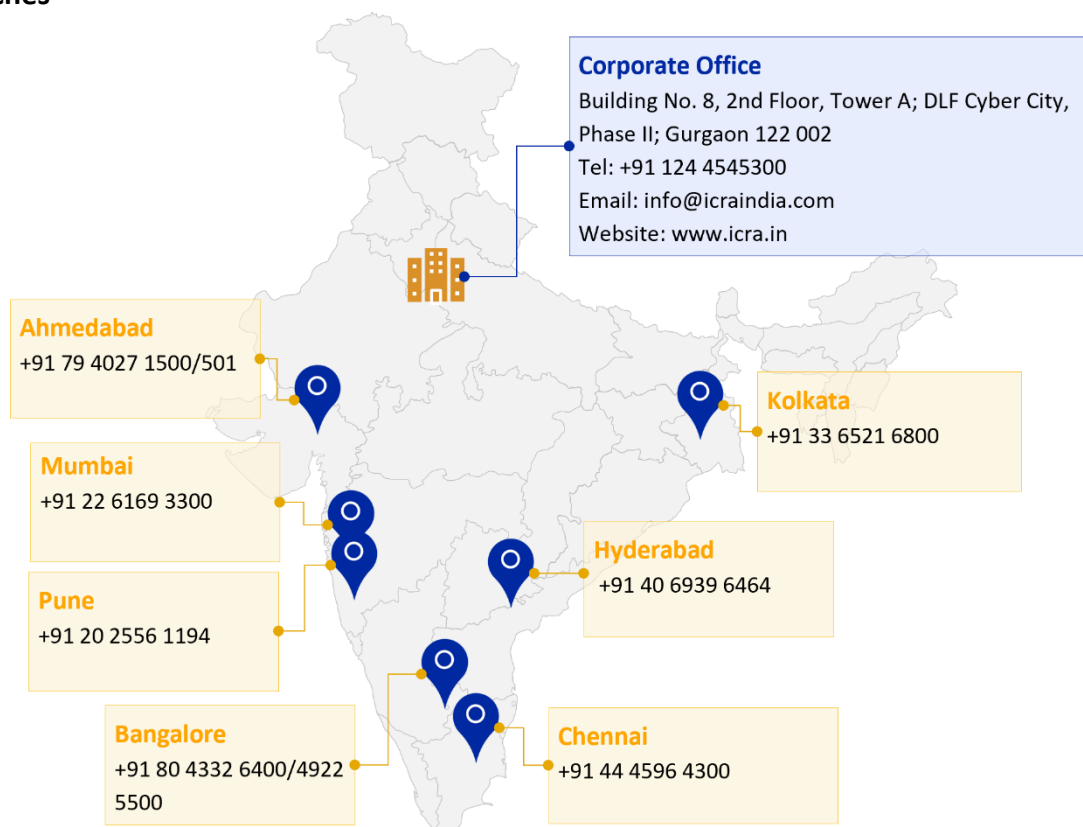 Corporate Office
Building No. 8, 2nd Floor, Tower A; DLF Cyber City,
Phase II; Gurgaon 122 002
Tel: +91 124 4545300
Email: info@icraindia.com
Website: www.icra.in
Ahmedabad
+91 79 4027 1500/501
Kolkata
+91 33 6521 6800
Mumbai
+91 22 6169 3300
Hyderabad
+91 40 6939 6464
Pune
+91 20 2556 1194
Bangalore
+91 80 4332 6400/4922
5500
Chennai
+91 44 4596 4300